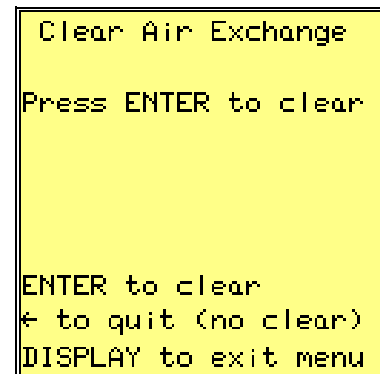 Clear Air Exchange
Press ENTER to clear
ENTER to clear
← to quit (no clear)
DISPLAY to exit menu